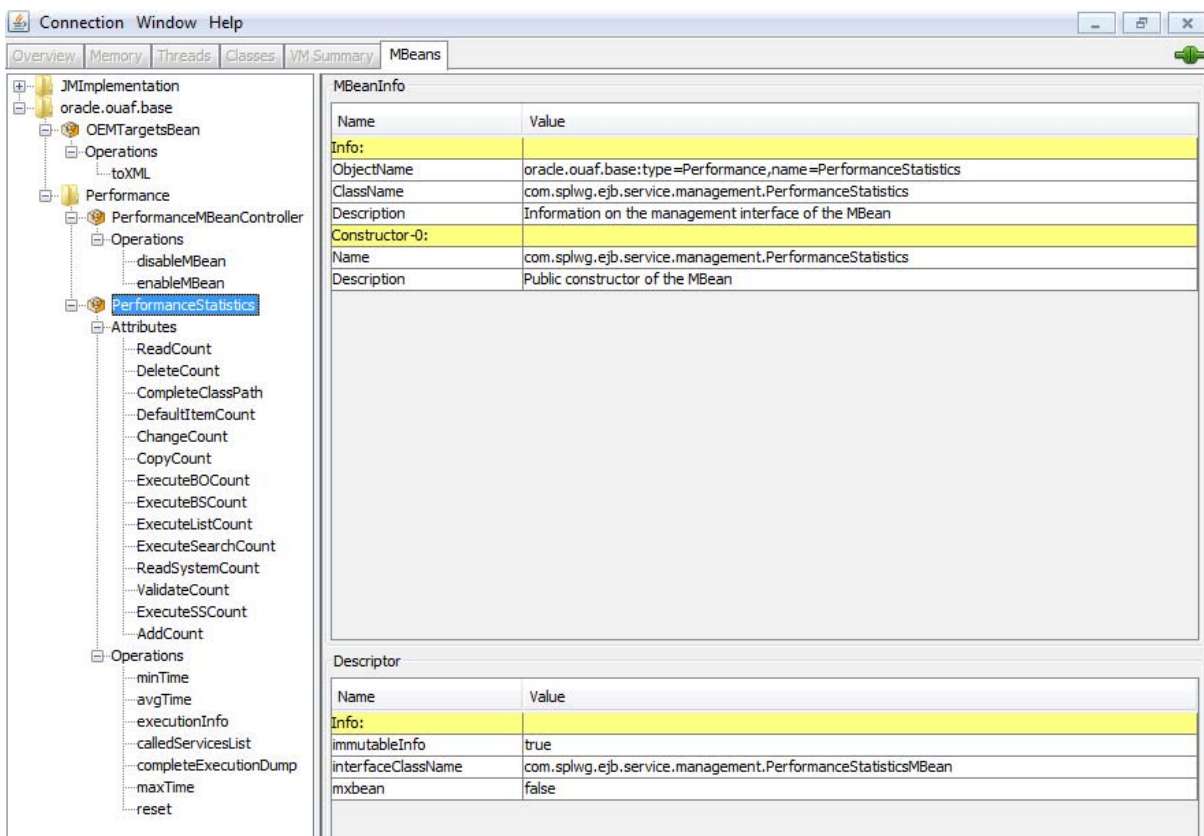 Connection Window Help
Overview Memory Threads Classes VM Summary MBeans
JMImplementation
oracle.ouaf.base
OEMTargetsBean
Operations
toXML
Performance
PerformanceMBeanController
Operations
disableMBean
enableMBean
PerformanceStatistics
Attributes
ReadCount
DeleteCount
CompleteClassPath
DefaultItemCount
ChangeCount
CopyCount
ExecuteBOCount
ExecuteBSCount
ExecuteListCount
ExecuteSearchCount
ReadSystemCount
ValidateCount
ExecuteSSCount
AddCount
Operations
minTime
avgTime
executionInfo
calledServicesList
completeExecutionDump
maxTime
reset
MBeanInfo
Name Value
Info:
ObjectName oracle.ouaf.base:type=Performance,name=PerformanceStatistics
ClassName com.splwg.ejb.service.management.PerformanceStatistics
Description Information on the management interface of the MBean
Constructor-0:
Name com.splwg.ejb.service.management.PerformanceStatistics
Description Public constructor of the MBean
Descriptor
Name Value
Info:
immutableInfo true
interfaceClassName com.splwg.ejb.service.management.PerformanceStatisticsMBean
mxbean false